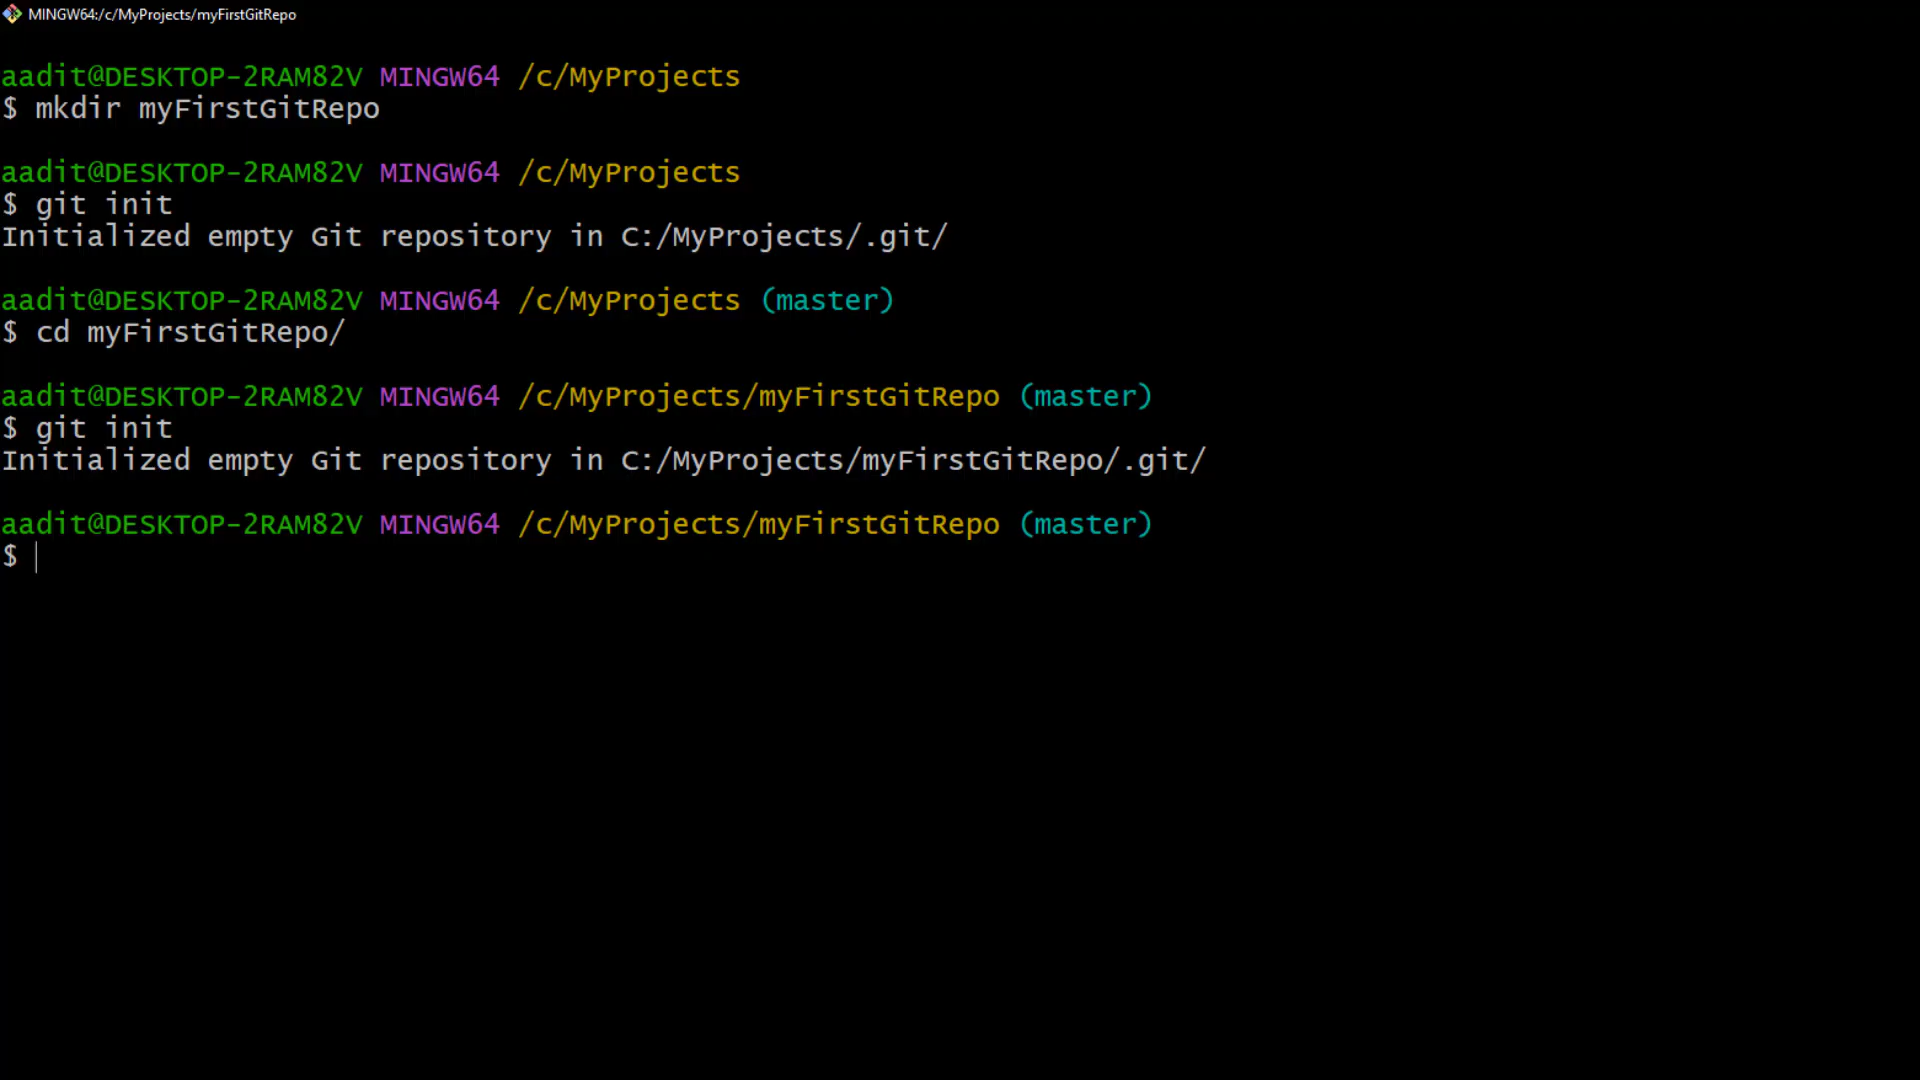 MINGW64:/c/MyProjects/myFirstGitRepo
aadit@DESKTOP-2RAM82V MINGW64 /c/MyProjects
$ mkdir myFirstGitRepo
aadit@DESKTOP-2RAM82V MINGW64 /c/MyProjects
$ git init
Initialized empty Git repository in C:/MyProjects/.git/
aadit@DESKTOP-2RAM82V MINGW64 /c/MyProjects (master)
$ cd myFirstGitRepo/
aadit@DESKTOP-2RAM82V MINGW64 /c/MyProjects/myFirstGitRepo (master)
$ git init
Initialized empty Git repository in C:/MyProjects/myFirstGitRepo/.git/
aadit@DESKTOP-2RAM82V MINGW64 /c/MyProjects/myFirstGitRepo (master)
$